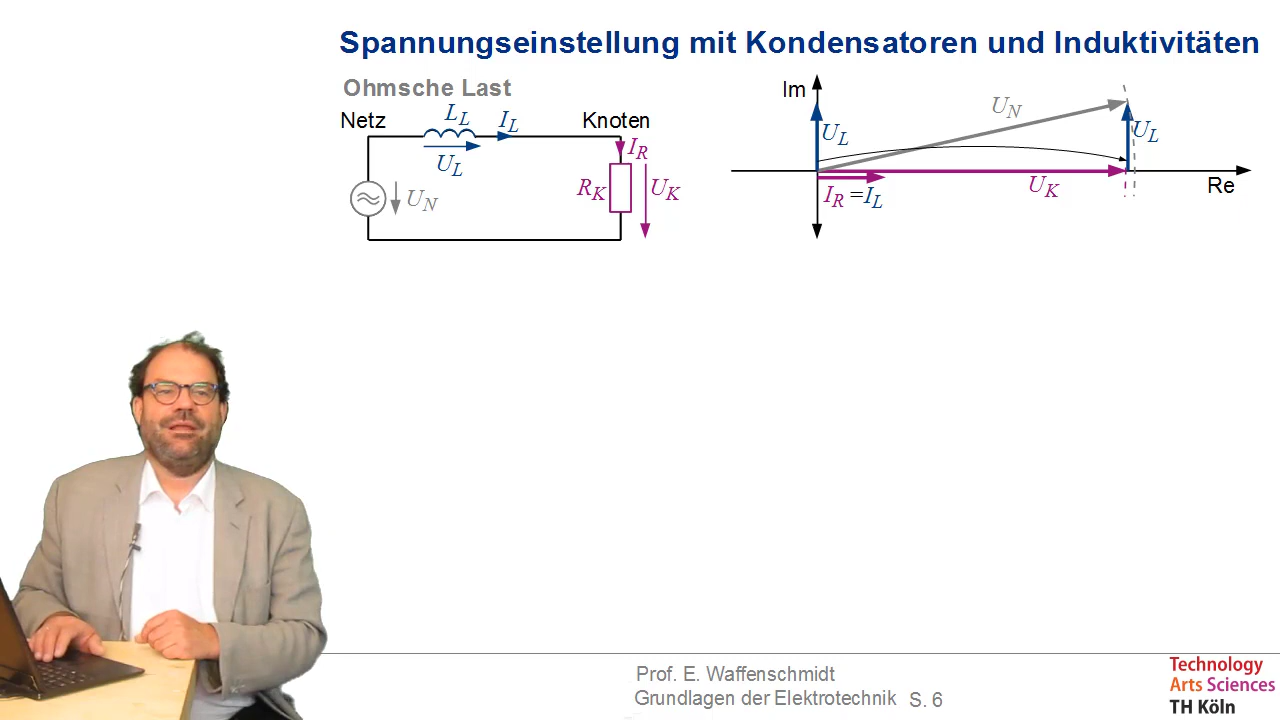 Spannungseinstellung mit Kondensatoren und Induktivitäten
Ohmsche Last
Netz
L_L
I_L
Knoten
I_R
U_L
R_K
U_K
U_N
Im
U_N
U_L
U_L
I_R =I_L
U_K
Re
Prof. E. Waffenschmidt
Grundlagen der Elektrotechnik S. 6
Technology
Arts Sciences
TH Köln